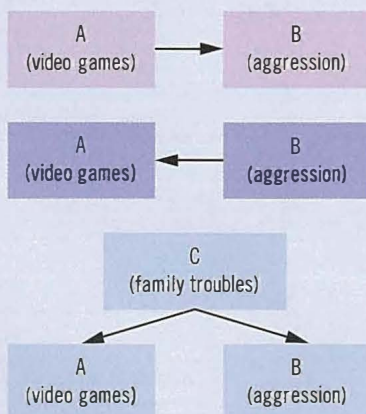 A B
(video games) (aggression)
A B
(video games) (aggression)
C
(family troubles)
A B
(video games) (aggression)